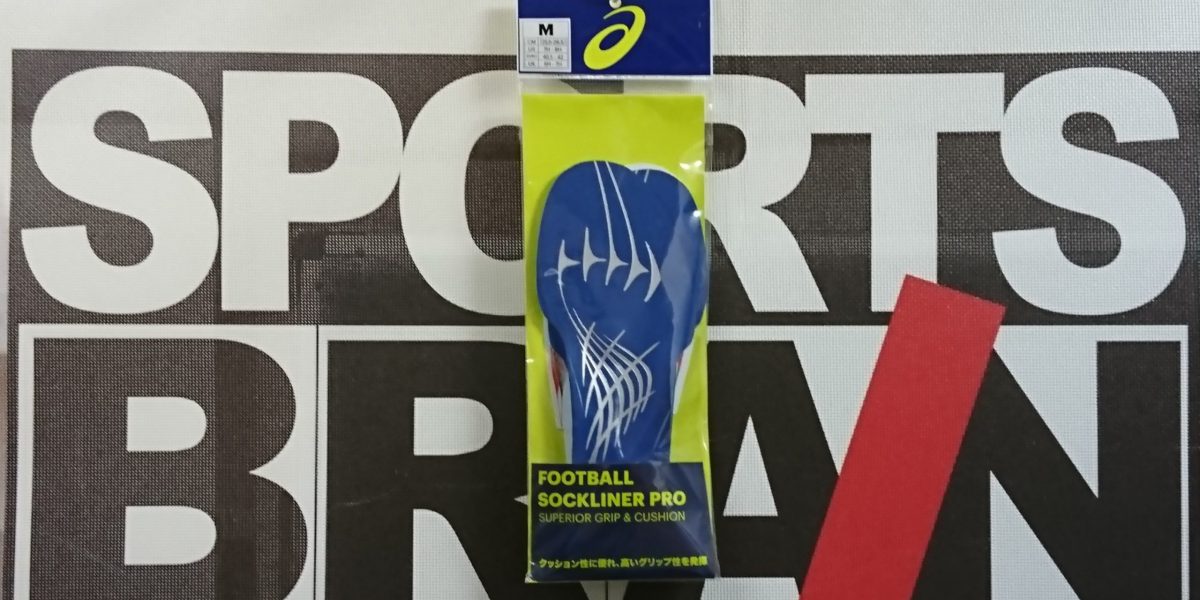 SPORTS
BRAIN
M
FOOTBALL
SOCKLINER PRO
SUPERIOR GRIP & CUSHION
クッション性に優れ、高いグリップ性を発揮